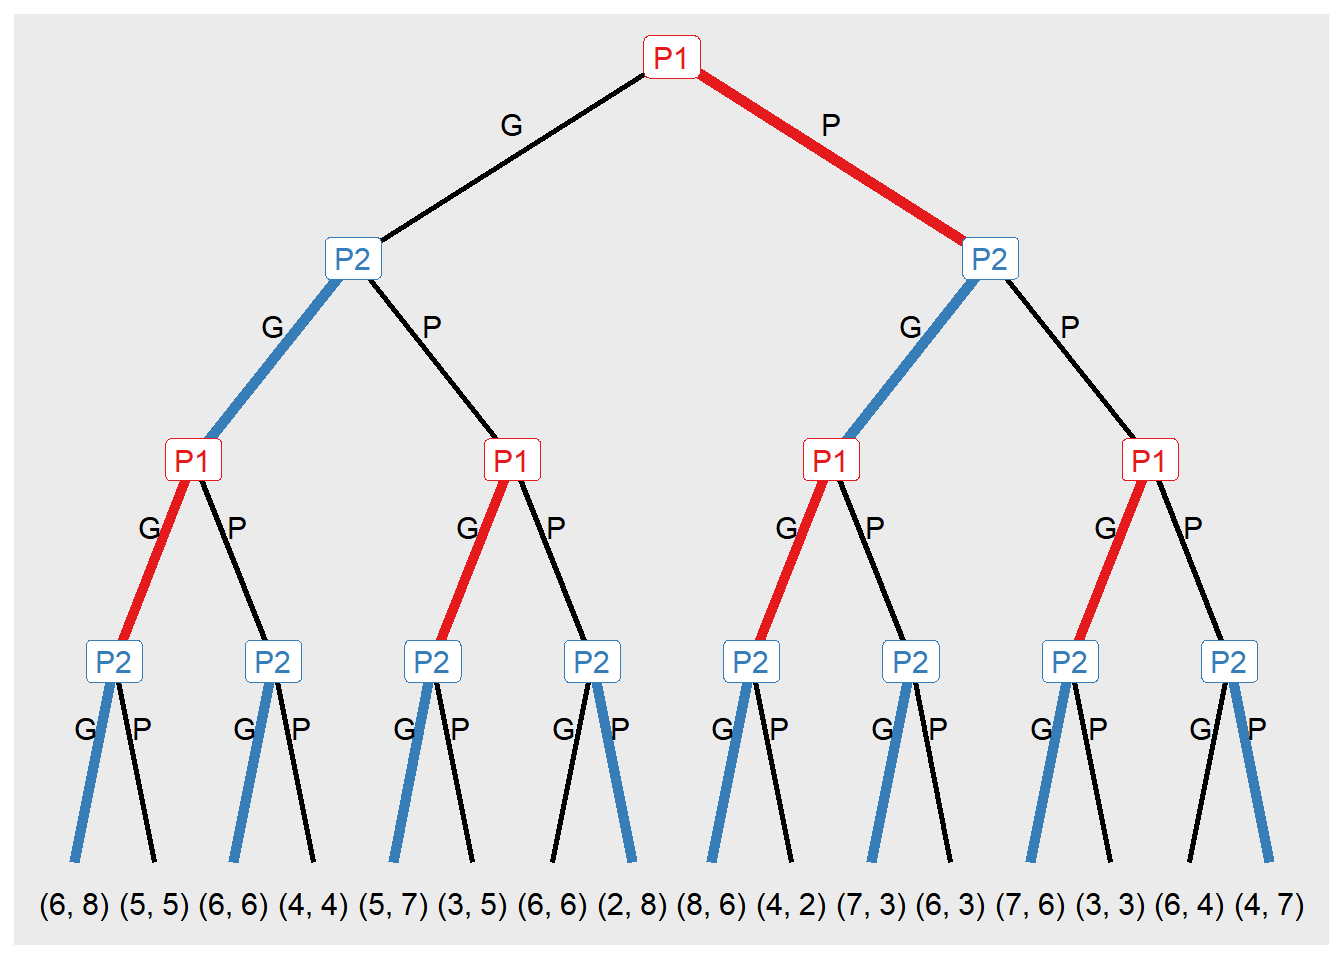 P1
G P
P2 P2
G P G P
P1 P1 P1 P1
G P G P G P G P
P2 P2 P2 P2 P2 P2 P2 P2
G P G P G P G P G P G P G P G P
(6, 8) (5, 5) (6, 6) (4, 4) (5, 7) (3, 5) (6, 6) (2, 8) (8, 6) (4, 2) (7, 3) (6, 3) (7, 6) (3, 3) (6, 4) (4, 7)